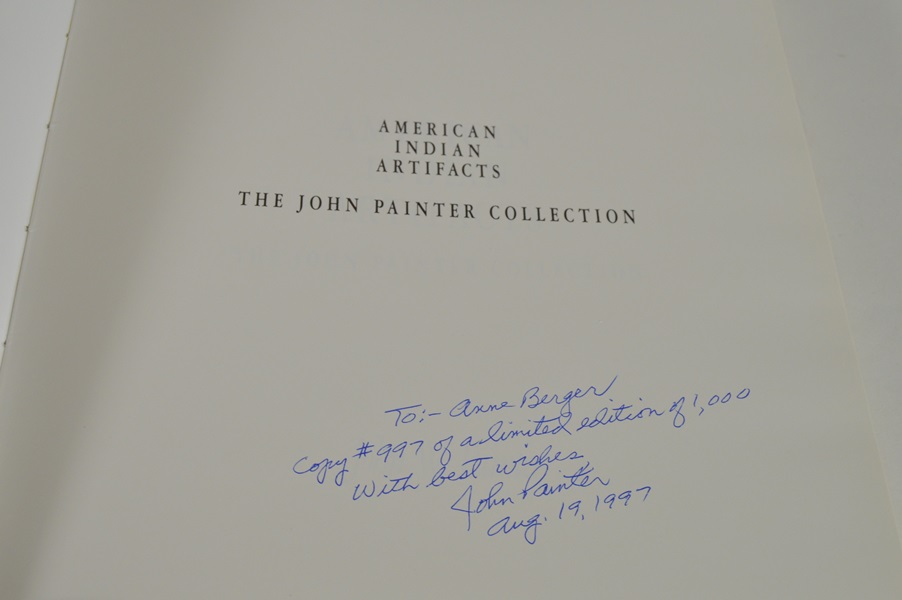 AMERICAN
INDIAN
ARTIFACTS
THE JOHN PAINTER COLLECTION
To:- Anne Berger
Copy #997 of a limited edition of 1,000
With best wishes
John Painter
Aug. 19, 1997